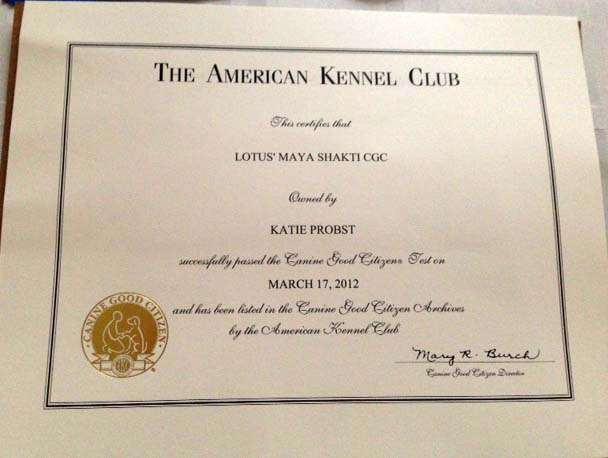 THE AMERICAN KENNEL CLUB
This certifies that
LOTUS' MAYA SHAKTI CGC
Owned by
KATIE PROBST
successfully passed the Canine Good Citizen® Test on
MARCH 17, 2012
and has been listed in the Canine Good Citizen Archives
by the American Kennel Club
CANINE GOOD CITIZEN
Mary R. Burch
Canine Good Citizen Director